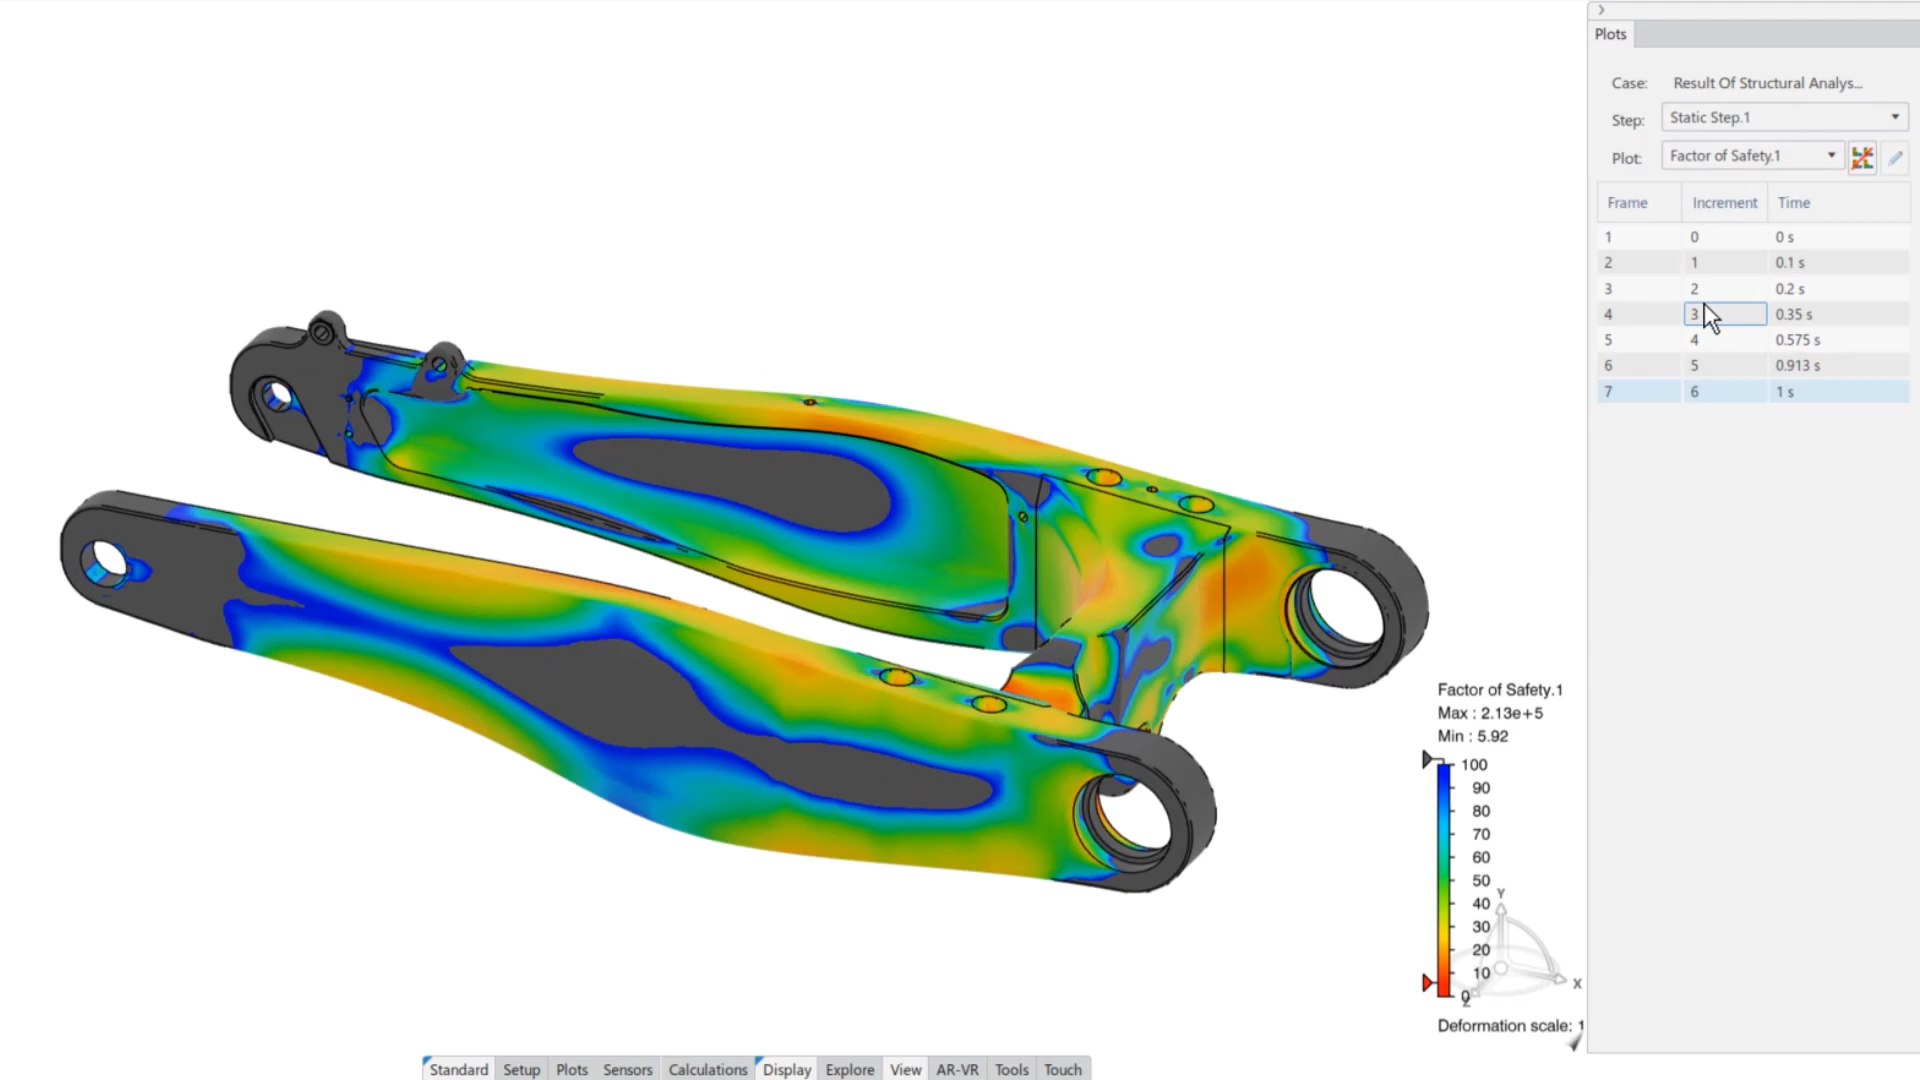 Plots
Case: Result Of Structural Analys...
Step: Static Step.1
Plot: Factor of Safety.1
Frame Increment Time
1 0 0 s
2 1 0.1 s
3 2 0.2 s
4 3 0.35 s
5 4 0.575 s
6 5 0.913 s
7 6 1 s
Factor of Safety.1
Max : 2.13e+5
Min : 5.92
100
90
80
70
60
50
40
30
20
10
0
Y
X
Z
Deformation scale: 1
Standard Setup Plots Sensors Calculations Display Explore View AR-VR Tools Touch